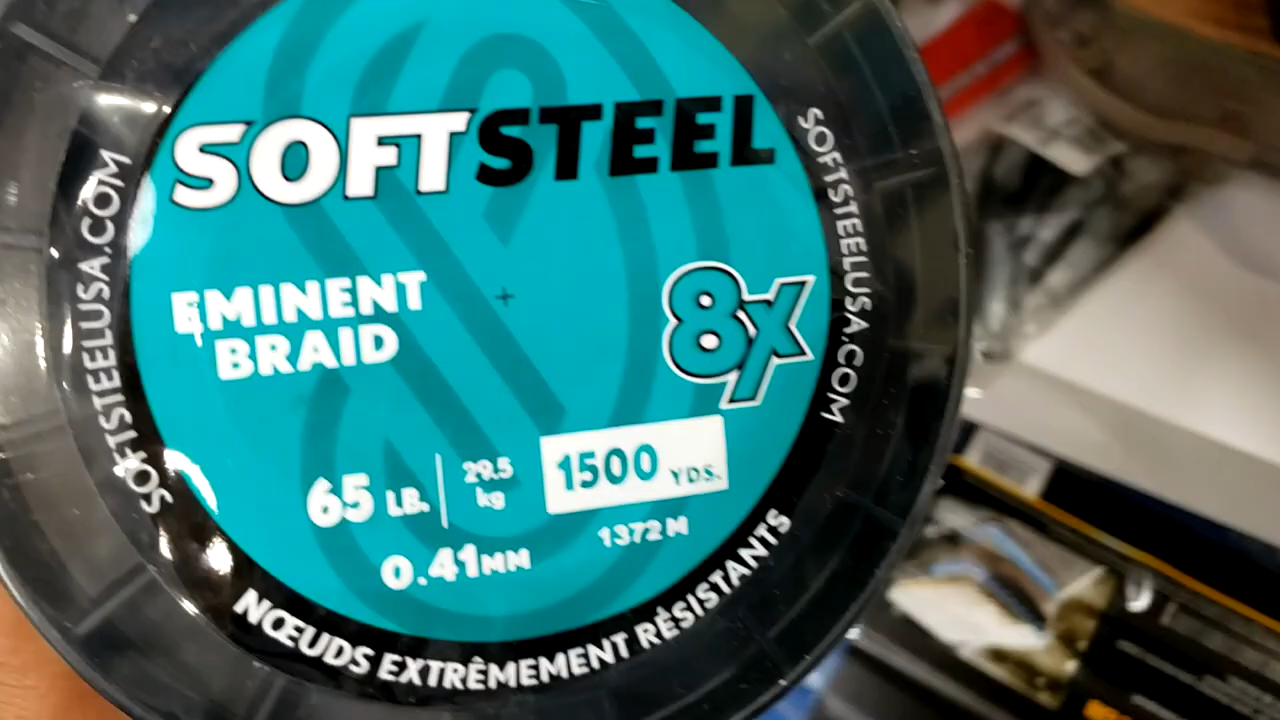 SOFTSTEEL
EMINENT
BRAID
8x
65 LB.
29.5
kg
1500 YDS.
1372 M
0.41MM
SOFTSTEELUSA.COM
SOFTSTEELUSA.COM
NŒUDS EXTRÊMEMENT RÉSISTANTS